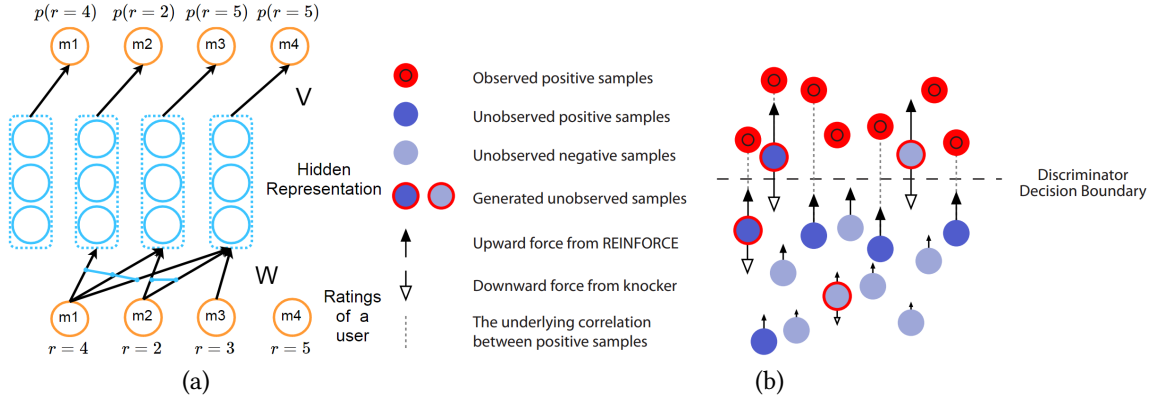 p(r = 4) p(r = 2) p(r = 5) p(r = 5)
m1 m2 m3 m4
V
Hidden
Representation
W
Ratings
of a
user
m1 m2 m3 m4
r = 4 r = 2 r = 3 r = 5
(a)
Observed positive samples
Unobserved positive samples
Unobserved negative samples
Generated unobserved samples
Upward force from REINFORCE
Downward force from knocker
The underlying correlation
between positive samples
Discriminator
Decision Boundary
(b)